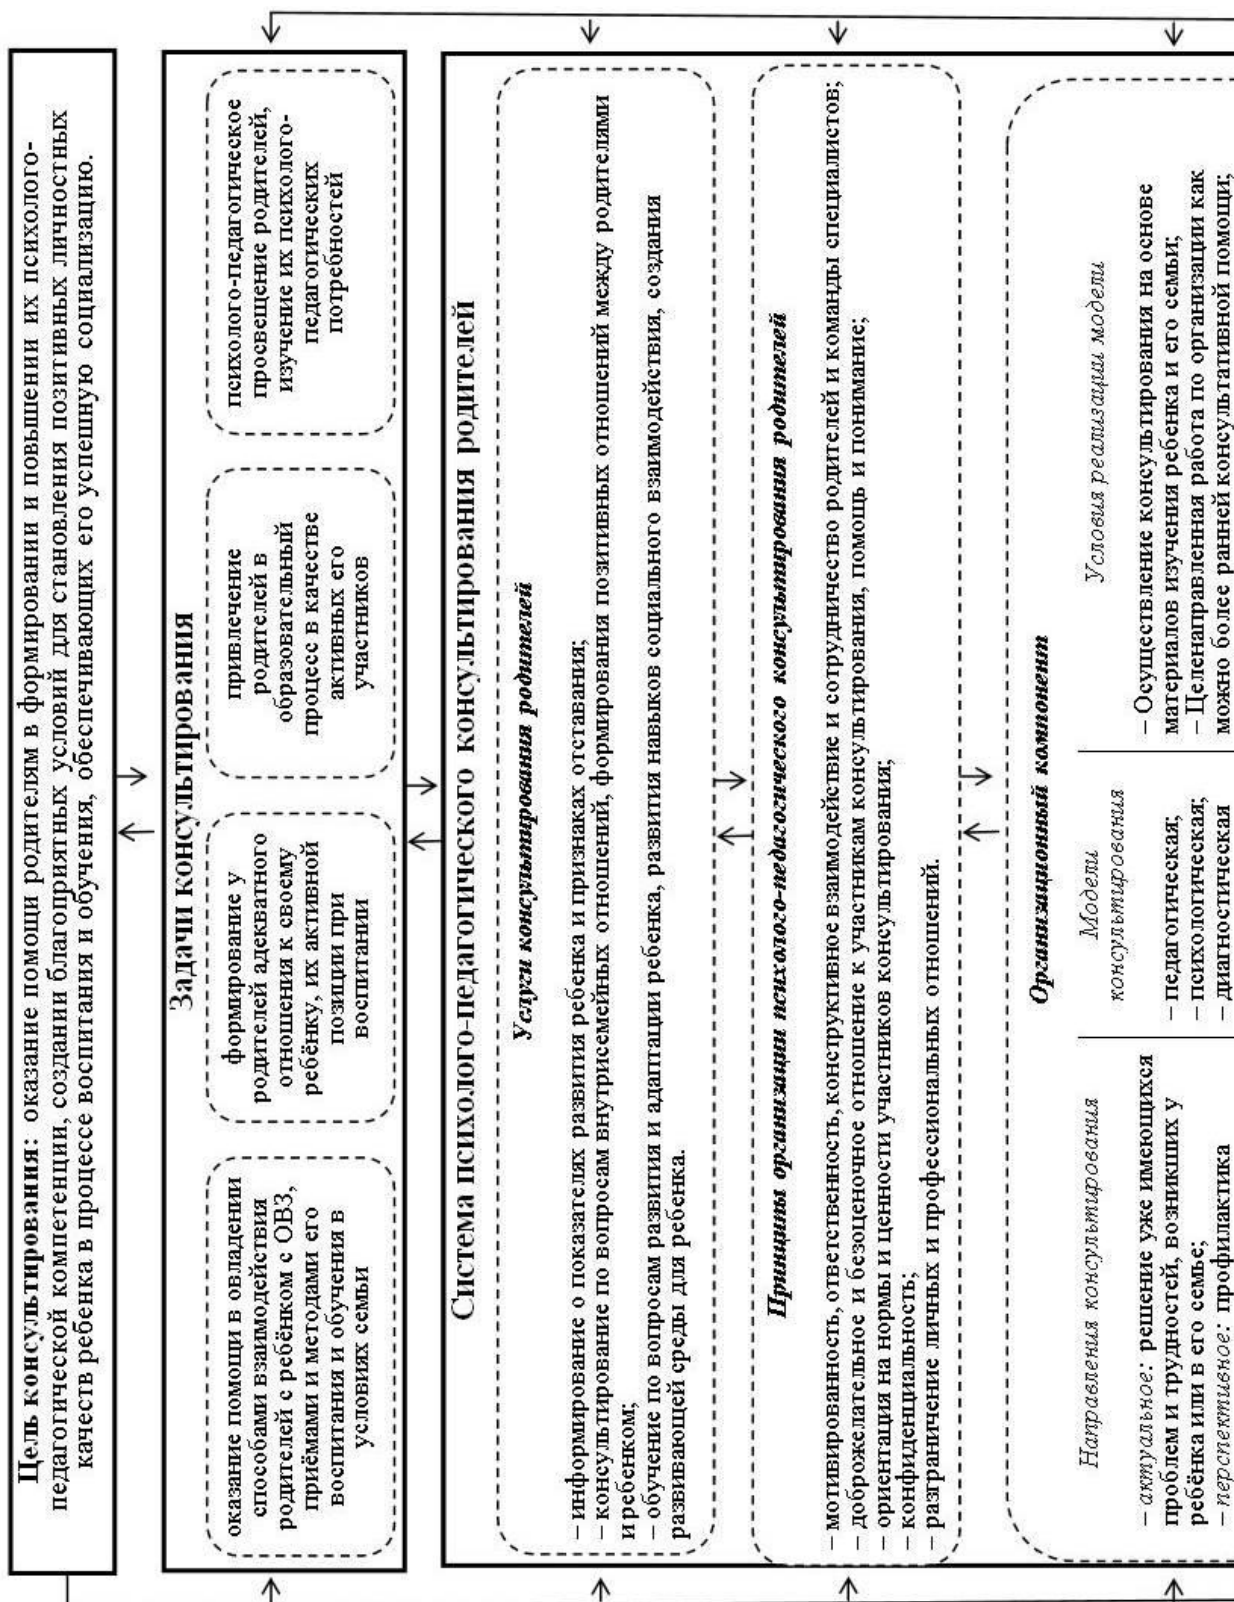 Цель консультирования: оказание помощи родителям в формировании и повышении их психолого-
педагогической компетенции, создании благоприятных условий для становления позитивных личностных
качеств ребенка в процессе воспитания и обучения, обеспечивающих его успешную социализацию.
Задачи консультирования
оказание помощи в овладении
способами взаимодействия
родителей с ребёнком с ОВЗ,
приёмами и методами его
воспитания и обучения в
условиях семьи
формирование у
родителей адекватного
отношения к своему
ребёнку, их активной
позиции при
воспитании
привлечение
родителей в
образовательный
процесс в качестве
активных его
участников
психолого-педагогическое
просвещение родителей,
изучение их психолого-
педагогических
потребностей
Система психолого-педагогического консультирования родителей
Услуги консультирования родителей
– информирование о показателях развития ребенка и признаках отставания;
– консультирование по вопросам внутрисемейных отношений, формирования позитивных отношений между родителями
и ребенком;
– обучение по вопросам развития и адаптации ребенка, развития навыков социального взаимодействия, создания
развивающей среды для ребенка.
Принципы организации психолого-педагогического консультирования родителей
– мотивированность, ответственность, конструктивное взаимодействие и сотрудничество родителей и команды специалистов;
– доброжелательное и безоценочное отношение к участникам консультирования, помощь и понимание;
– ориентация на нормы и ценности участников консультирования;
– конфиденциальность;
– разграничение личных и профессиональных отношений.
Организационный компонент
Направления консультирования
– актуальное: решение уже имеющихся
проблем и трудностей, возникших у
ребёнка или в его семье;
– перспективное: профилактика
Модели
консультирования
– педагогическая;
– психологическая;
– диагностическая
Условия реализации модели
– Осуществление консультирования на основе
материалов изучения ребенка и его семьи;
– Целенаправленная работа по организации как
можно более ранней консультативной помощи;